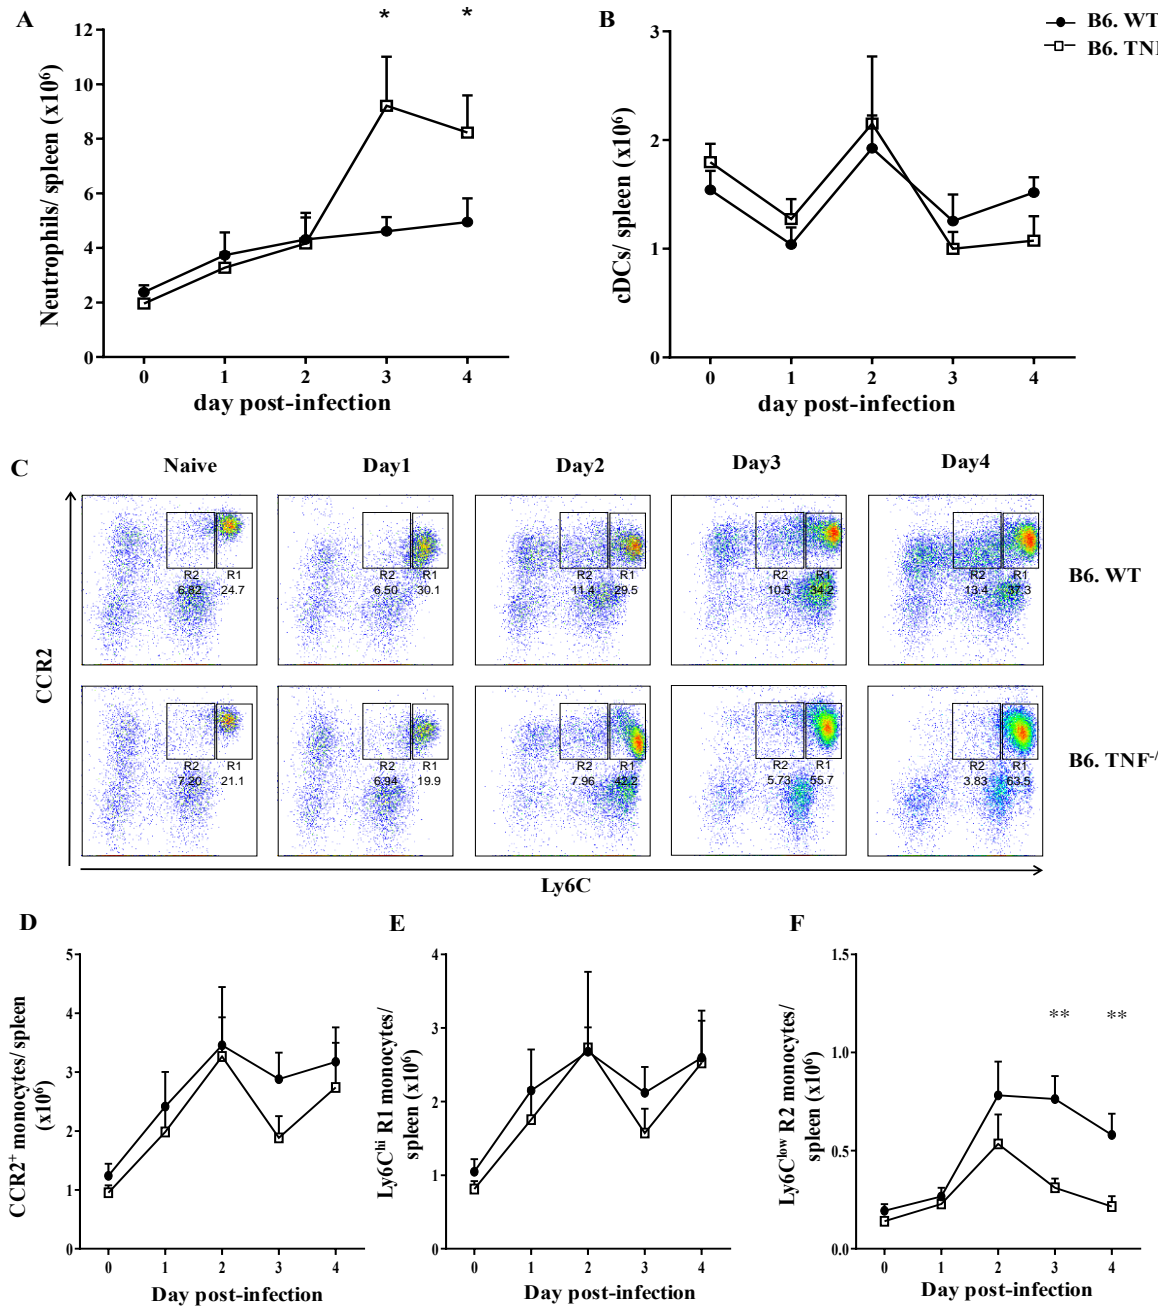 A
B
B6. WT
B6. TNF
* *
Neutrophils/ spleen (x10⁶)
12
10
8
6
4
2
0
0 1 2 3 4
day post-infection
cDCs/ spleen (x10⁶)
3
2
1
0
0 1 2 3 4
day post-infection
C
Naive Day1 Day2 Day3 Day4
CCR2
R2 R1
6.82 24.7
R2 R1
6.50 30.1
R2 R1
11.4 29.5
R2 R1
10.5 34.2
R2 R1
13.4 37.3
B6. WT
R2 R1
7.20 21.1
R2 R1
6.94 19.9
R2 R1
7.96 42.2
R2 R1
5.73 55.7
R2 R1
3.83 63.5
B6. TNF⁻/
Ly6C
D
CCR2⁺ monocytes/ spleen
(x10⁶)
5
4
3
2
1
0
0 1 2 3 4
Day post-infection
E
Ly6Cʰⁱ R1 monocytes/
spleen (x10⁶)
4
3
2
1
0
0 1 2 3 4
Day post-infection
F
Ly6Cˡᵒʷ R2 monocytes/
spleen (x10⁶)
1.5
1.0
0.5
0.0
** **
0 1 2 3 4
Day post-infection